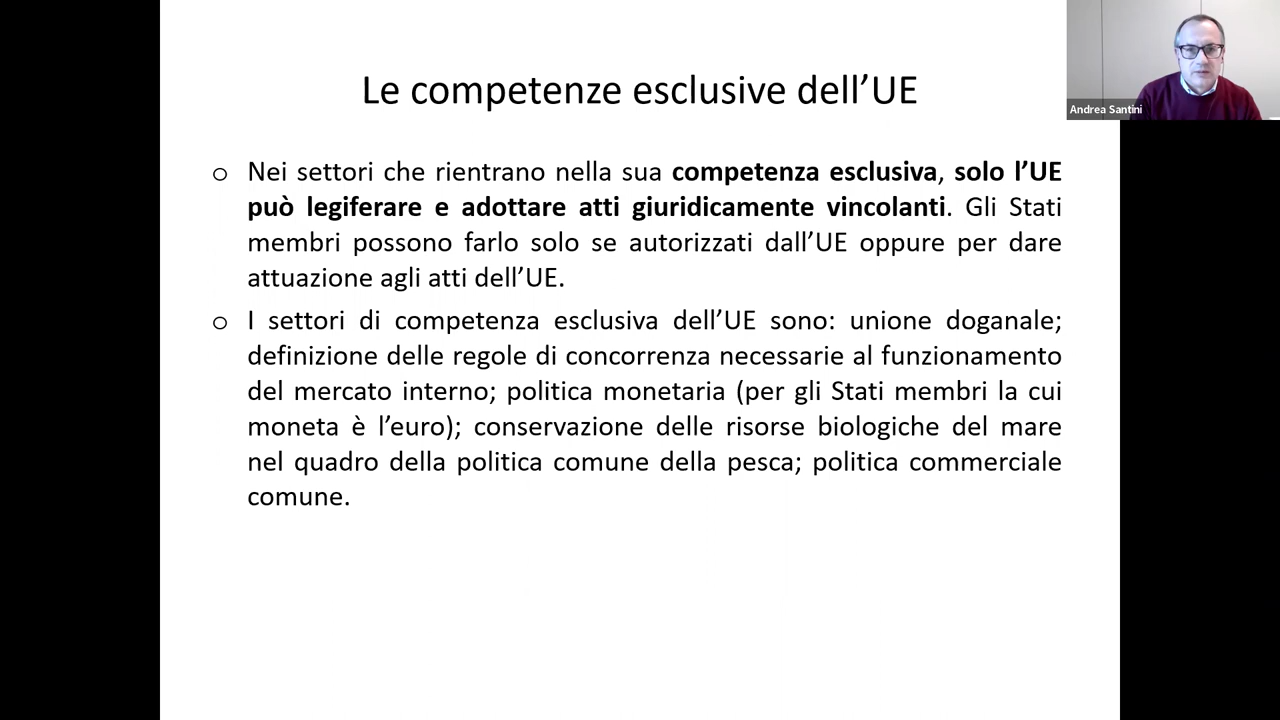 Le competenze esclusive dell’UE
Andrea Santini
o Nei settori che rientrano nella sua competenza esclusiva, solo l’UE
può legiferare e adottare atti giuridicamente vincolanti. Gli Stati
membri possono farlo solo se autorizzati dall’UE oppure per dare
attuazione agli atti dell’UE.
o I settori di competenza esclusiva dell’UE sono: unione doganale;
definizione delle regole di concorrenza necessarie al funzionamento
del mercato interno; politica monetaria (per gli Stati membri la cui
moneta è l’euro); conservazione delle risorse biologiche del mare
nel quadro della politica comune della pesca; politica commerciale
comune.